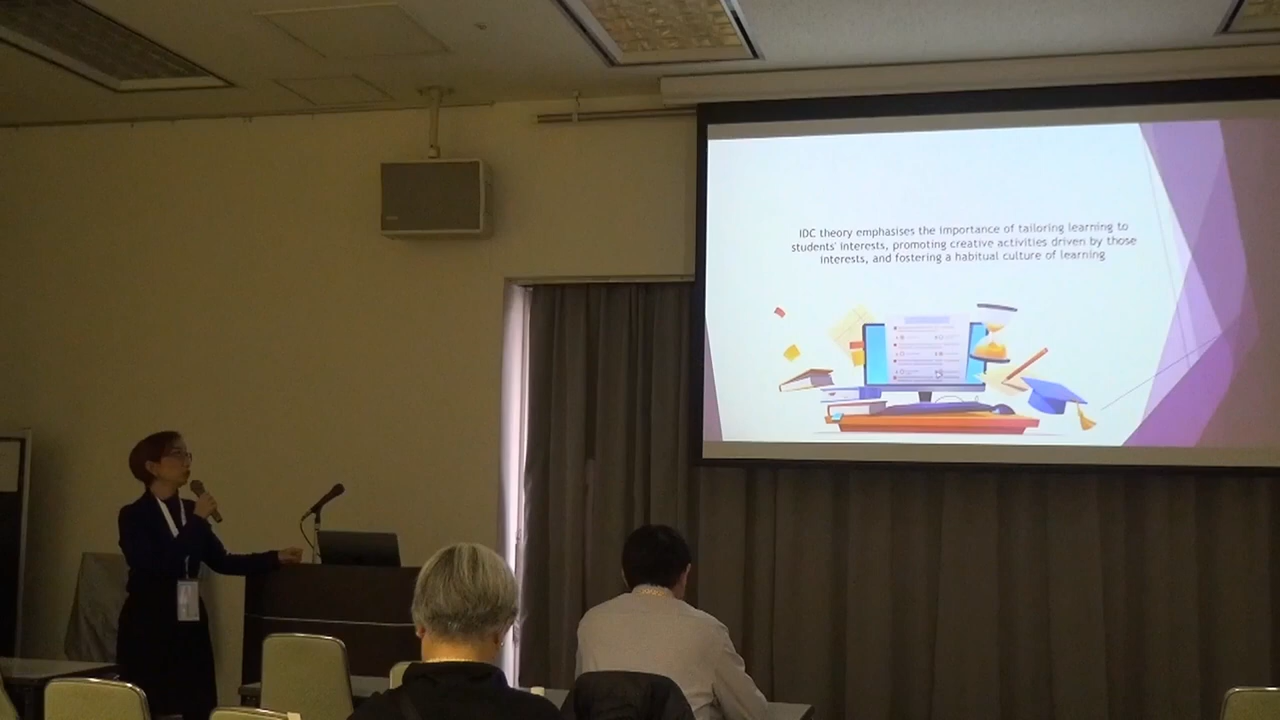 IDC theory emphasises the importance of tailoring learning to
students' interests, promoting creative activities driven by those
interests, and fostering a habitual culture of learning